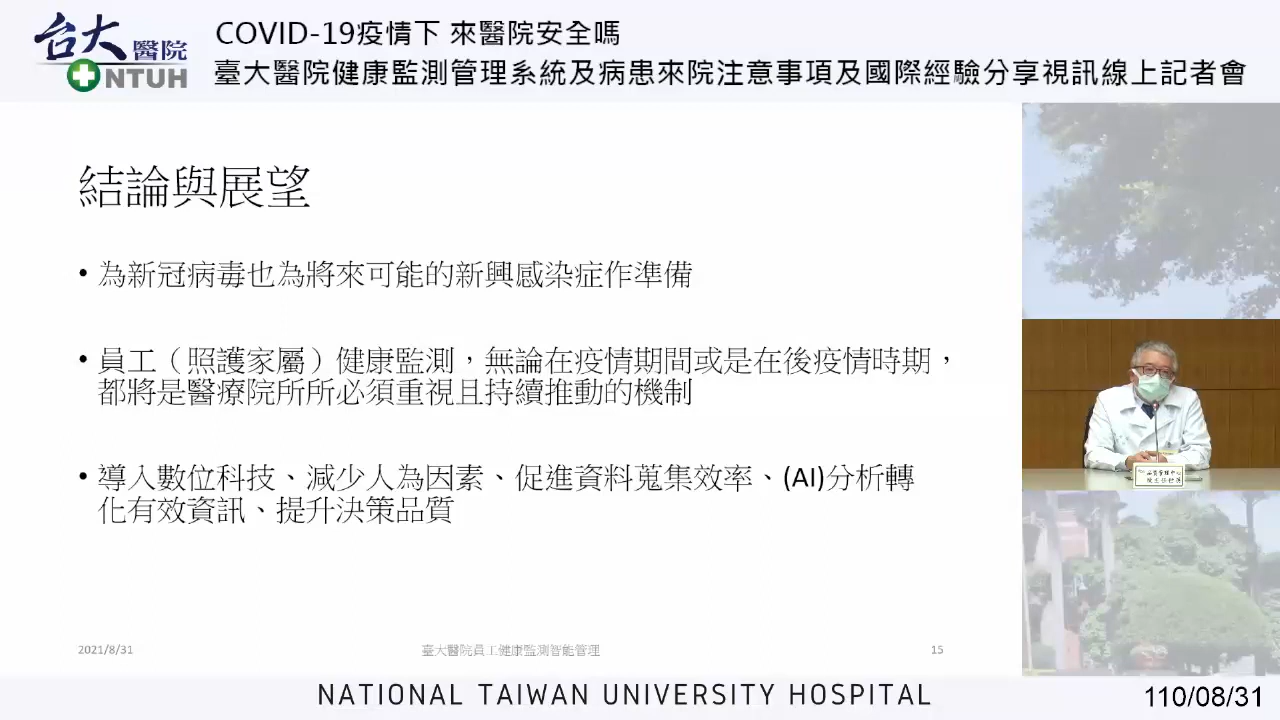 台大醫院
NTUH
COVID-19疫情下 來醫院安全嗎
臺大醫院健康監測管理系統及病患來院注意事項及國際經驗分享視訊線上記者會
結論與展望
• 為新冠病毒也為將來可能的新興感染症作準備
• 員工（照護家屬）健康監測，無論在疫情期間或是在後疫情時期，
都將是醫療院所所必須重視且持續推動的機制
• 導入數位科技、減少人為因素、促進資料蒐集效率、(AI)分析轉
化有效資訊、提升決策品質
2021/8/31
臺大醫院員工健康監測智能管理
15
NATIONAL TAIWAN UNIVERSITY HOSPITAL
110/08/31